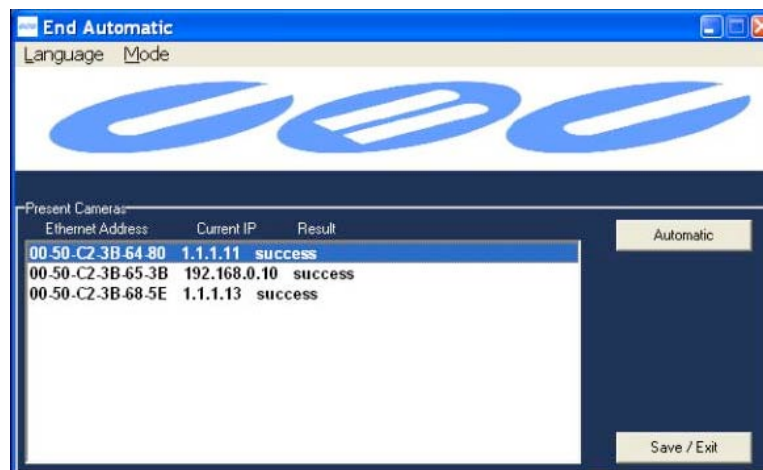 End Automatic
Language Mode
CBC
Present Cameras
Ethernet Address Current IP Result
00-50-C2-3B-64-80 1.1.1.11 success
00-50-C2-3B-65-3B 192.168.0.10 success
00-50-C2-3B-68-5E 1.1.1.13 success
Automatic
Save / Exit